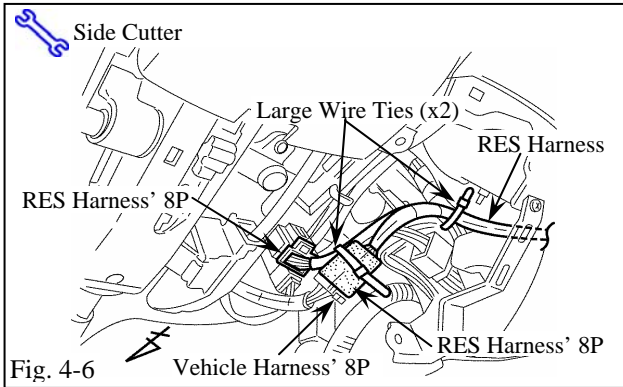 Side Cutter
Large Wire Ties (x2)
RES Harness
RES Harness' 8P
RES Harness' 8P
Vehicle Harness' 8P
Fig. 4-6